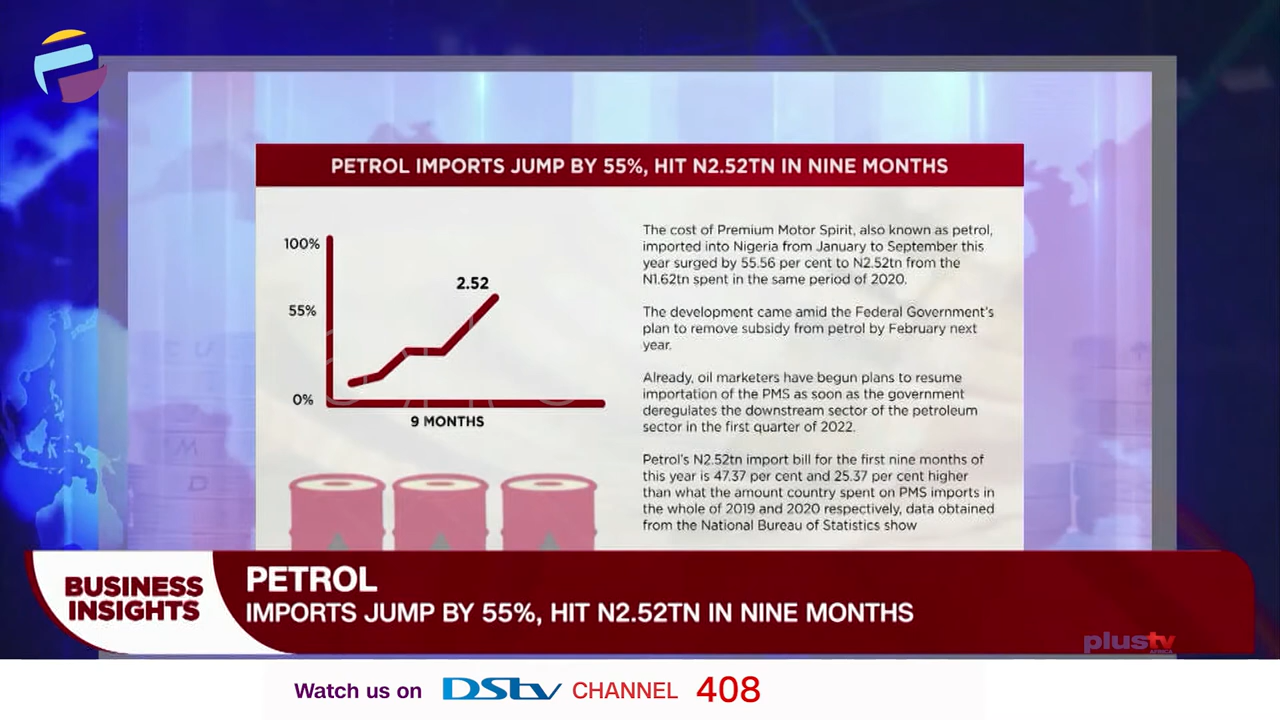 PETROL IMPORTS JUMP BY 55%, HIT N2.52TN IN NINE MONTHS
100%
55%
0%
2.52
9 MONTHS
The cost of Premium Motor Spirit, also known as petrol,
imported into Nigeria from January to September this
year surged by 55.56 per cent to N2.52tn from the
N1.62tn spent in the same period of 2020.
The development came amid the Federal Government's
plan to remove subsidy from petrol by February next
year.
Already, oil marketers have begun plans to resume
importation of the PMS as soon as the government
deregulates the downstream sector of the petroleum
sector in the first quarter of 2022.
Petrol's N2.52tn import bill for the first nine months of
this year is 47.37 per cent and 25.37 per cent higher
than what the amount country spent on PMS imports in
the whole of 2019 and 2020 respectively, data obtained
from the National Bureau of Statistics show
BUSINESS
INSIGHTS
PETROL
IMPORTS JUMP BY 55%, HIT N2.52TN IN NINE MONTHS
plustv
AFRICA
Watch us on DStv CHANNEL 408